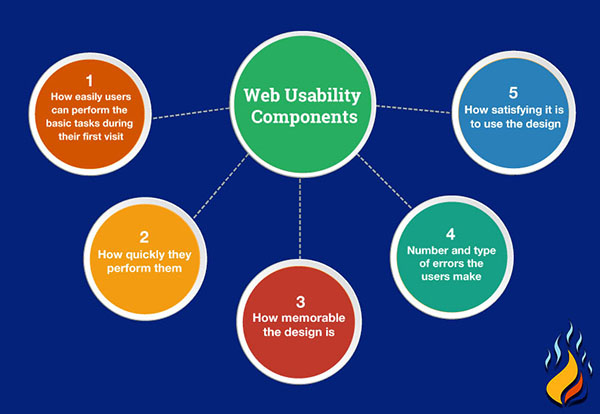 Web Usability
Components
1
How easily users
can perform the
basic tasks during
their first visit
2
How quickly they
perform them
3
How memorable
the design is
4
Number and type
of errors the
users make
5
How satisfying it is
to use the design